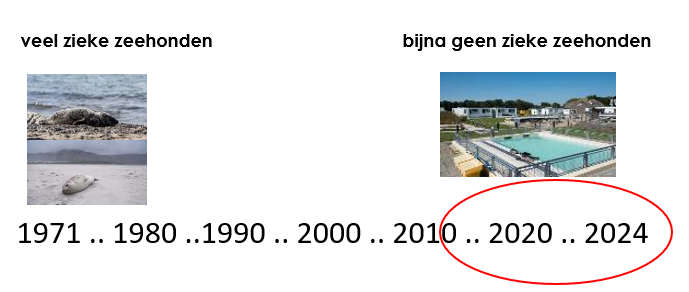 veel zieke zeehonden
bijna geen zieke zeehonden
1971 .. 1980 ..1990 .. 2000 .. 2010 .. 2020 .. 2024